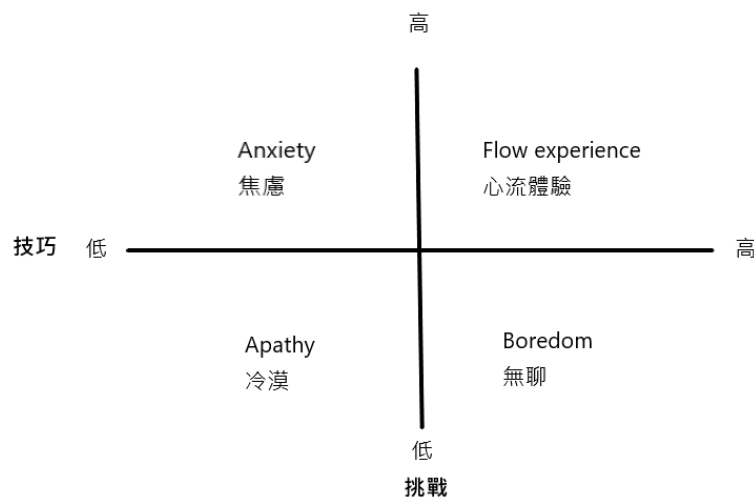 高
Anxiety
焦慮
Flow experience
心流體驗
技巧
低
高
Apathy
冷漠
Boredom
無聊
低
挑戰